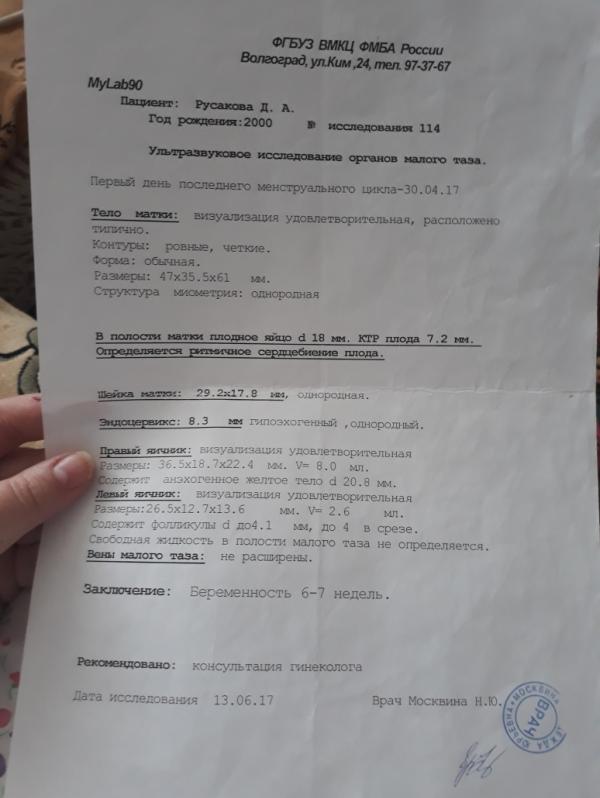 ФГБУЗ ВМКЦ ФМБА России
Волгоград, ул.Ким ,24, тел. 97-37-67
MyLab90
Пациент: Русакова Д. А.
Год рождения:2000 № исследования 114
Ультразвуковое исследование органов малого таза.
Первый день последнего менструального цикла-30.04.17
Тело матки: визуализация удовлетворительная, расположено
типично.
Контуры: ровные, четкие.
Форма: обычная.
Размеры: 47х35.5х61 мм.
Структура миометрия: однородная
В полости матки плодное яйцо d 18 мм. КТР плода 7.2 мм.
Определяется ритмичное сердцебиение плода.
Шейка матки: 29.2х17.8 мм, однородная.
Эндоцервикс: 8.3 мм гипоэхогенный ,однородный.
Правый яичник: визуализация удовлетворительная
Размеры: 36.5х18.7х22.4 мм. V= 8.0 мл.
Содержит анэхогенное желтое тело d 20.8 мм.
Левый яичник: визуализация удовлетворительная
Размеры:26.5х12.7х13.6 мм. V= 2.6 мл.
Содержит фолликулы d до4.1 мм, до 4 в срезе.
Свободная жидкость в полости малого таза не определяется.
Вены малого таза: не расширены.
Заключение: Беременность 6-7 недель.
Рекомендовано: консультация гинеколога
Дата исследования 13.06.17 Врач Москвина Н.Ю.
МОСКВИНА
ЮРЬЕВНА
ВРАЧ